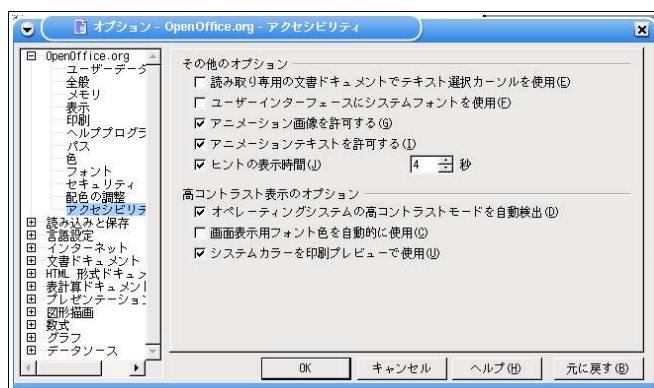 オプション - OpenOffice.org - アクセシビリティ
OpenOffice.org
ユーザーデータ
全般
メモリ
表示
印刷
ヘルププログラ
パス
色
フォント
セキュリティ
配色の調整
アクセシビリテ
読み込みと保存
言語設定
インターネット
文書ドキュメント
HTML 形式ドキュメ
表計算ドキュメント
プレゼンテーション
図形描画
数式
グラフ
データソース
その他のオプション
読み取り専用の文書ドキュメントでテキスト選択カーソルを使用(E)
ユーザーインターフェースにシステムフォントを使用(F)
アニメーション画像を許可する(G)
アニメーションテキストを許可する(I)
ヒントの表示時間(J) 4 秒
高コントラスト表示のオプション
オペレーティングシステムの高コントラストモードを自動検出(D)
画面表示用フォント色を自動的に使用(C)
システムカラーを印刷プレビューで使用(U)
OK キャンセル ヘルプ(H) 元に戻す(B)